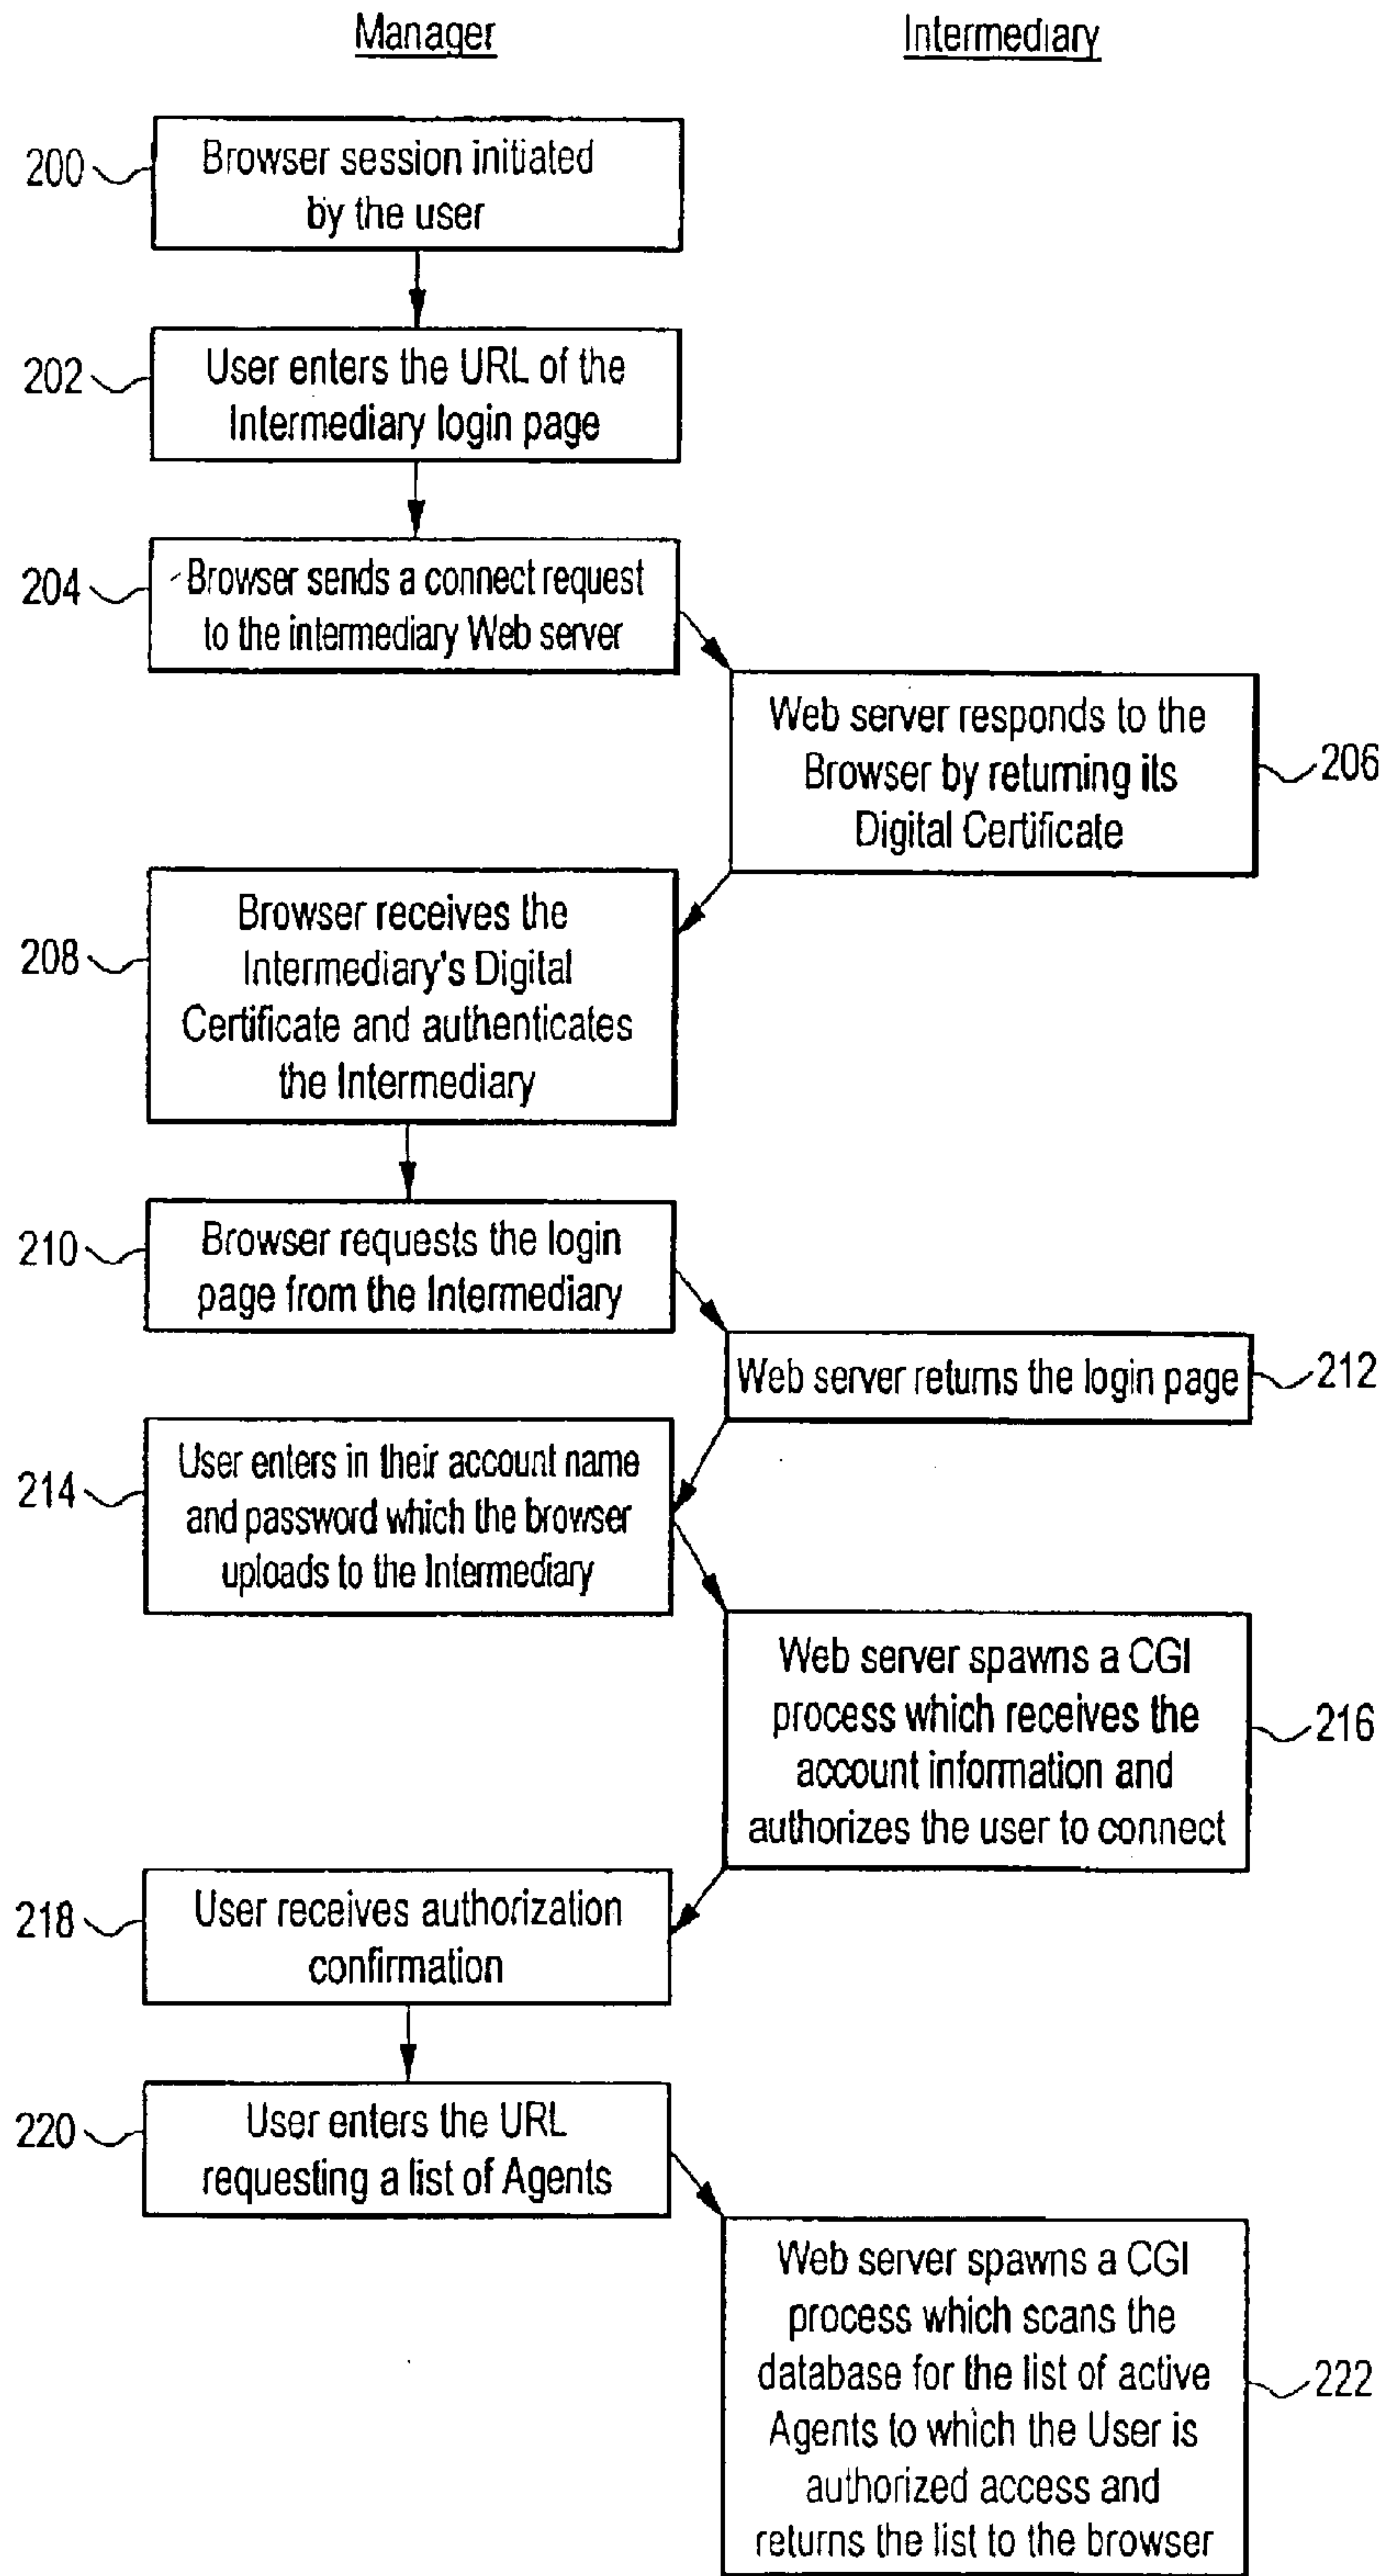 Manager
Intermediary
200
Browser session initiated
by the user
202
User enters the URL of the
Intermediary login page
204
Browser sends a connect request
to the intermediary Web server
Web server responds to the
Browser by returning its
Digital Certificate
206
208
Browser receives the
Intermediary's Digital
Certificate and authenticates
the Intermediary
210
Browser requests the login
page from the Intermediary
Web server returns the login page
212
214
User enters in their account name
and password which the browser
uploads to the Intermediary
Web server spawns a CGI
process which receives the
account information and
authorizes the user to connect
216
218
User receives authorization
confirmation
220
User enters the URL
requesting a list of Agents
Web server spawns a CGI
process which scans the
database for the list of active
Agents to which the User is
authorized access and
returns the list to the browser
222